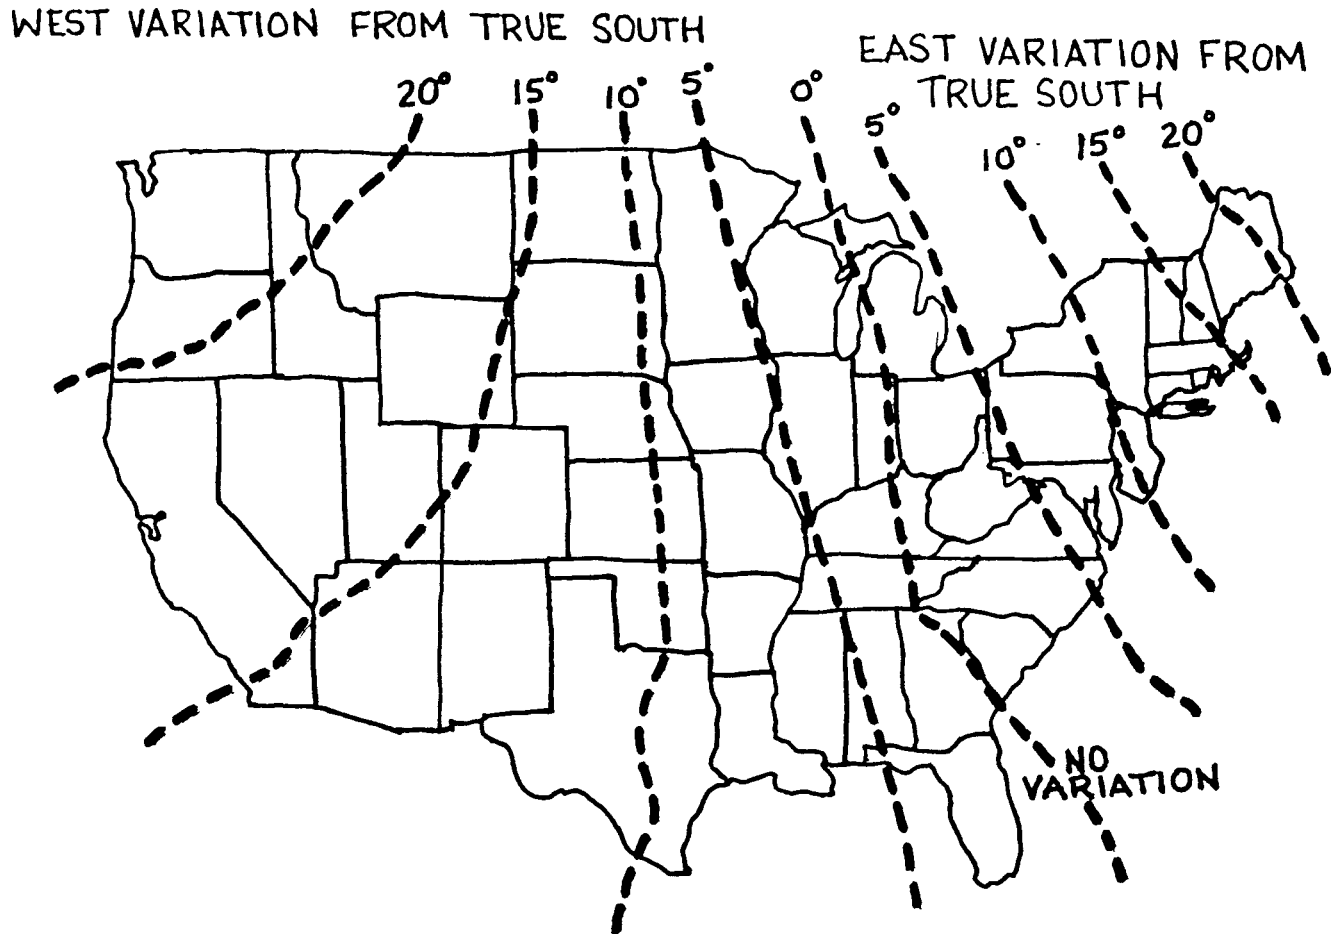 WEST VARIATION FROM TRUE SOUTH
EAST VARIATION FROM
TRUE SOUTH
20° 15° 10° 5° 0° 5° 10° 15° 20°
NO
VARIATION